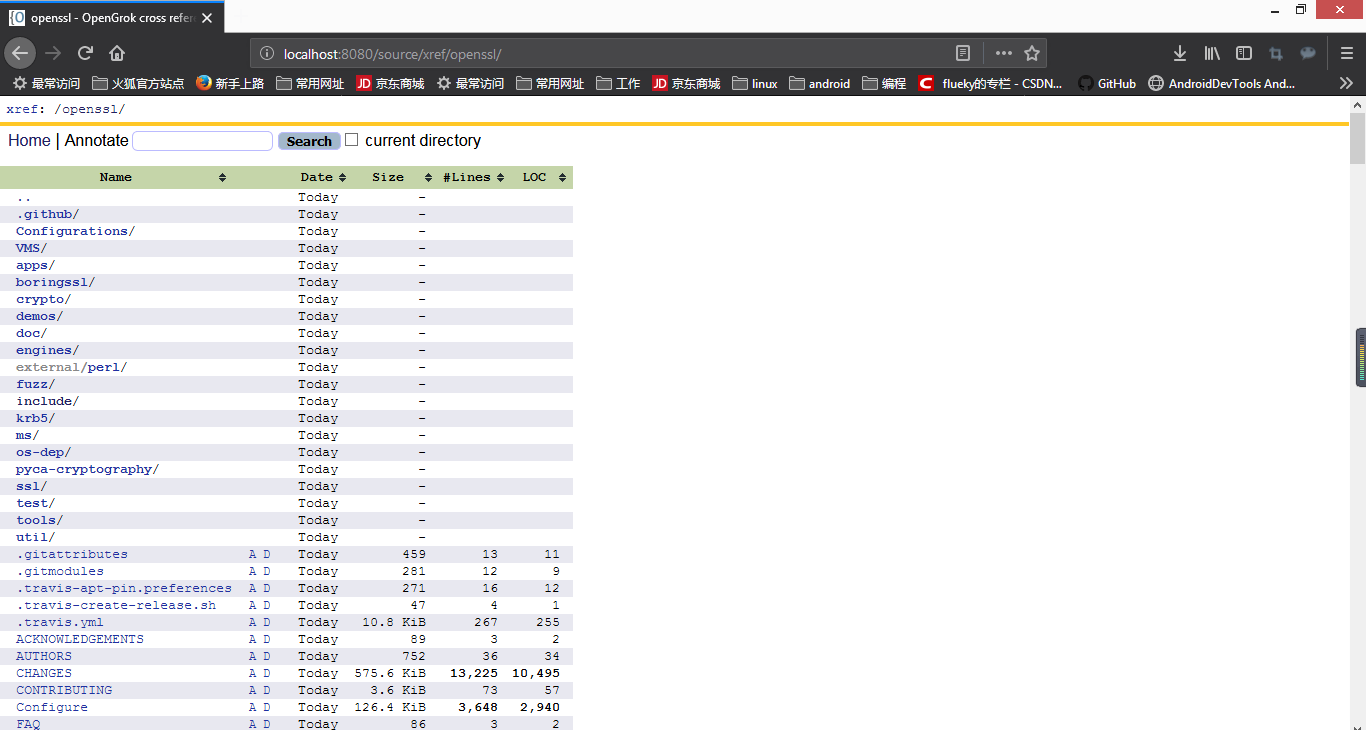 {O openssl - OpenGrok cross refer
localhost:8080/source/xref/openssl/
最常访问 火狐官方站点 新手上路 常用网址 JD 京东商城 最常访问 常用网址 工作 JD 京东商城 linux android 编程 C flueky的专栏 - CSDN... GitHub AndroidDevTools And...
xref: /openssl/
Home | Annotate Search current directory
Name Date Size #Lines LOC
.. Today -
.github/ Today -
Configurations/ Today -
VMS/ Today -
apps/ Today -
boringssl/ Today -
crypto/ Today -
demos/ Today -
doc/ Today -
engines/ Today -
external/perl/ Today -
fuzz/ Today -
include/ Today -
krb5/ Today -
ms/ Today -
os-dep/ Today -
pyca-cryptography/ Today -
ssl/ Today -
test/ Today -
tools/ Today -
util/ Today -
.gitattributes A D Today 459 13 11
.gitmodules A D Today 281 12 9
.travis-apt-pin.preferences A D Today 271 16 12
.travis-create-release.sh A D Today 47 4 1
.travis.yml A D Today 10.8 KiB 267 255
ACKNOWLEDGEMENTS A D Today 89 3 2
AUTHORS A D Today 752 36 34
CHANGES A D Today 575.6 KiB 13,225 10,495
CONTRIBUTING A D Today 3.6 KiB 73 57
Configure A D Today 126.4 KiB 3,648 2,940
FAQ A D Today 86 3 2